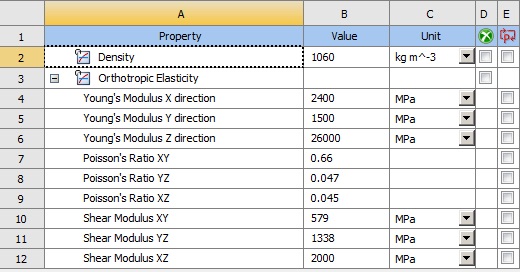 A B C D E
1 Property Value Unit
2 Density 1060 kg m^-3
3 Orthotropic Elasticity
4 Young's Modulus X direction 2400 MPa
5 Young's Modulus Y direction 1500 MPa
6 Young's Modulus Z direction 26000 MPa
7 Poisson's Ratio XY 0.66
8 Poisson's Ratio YZ 0.047
9 Poisson's Ratio XZ 0.045
10 Shear Modulus XY 579 MPa
11 Shear Modulus YZ 1338 MPa
12 Shear Modulus XZ 2000 MPa